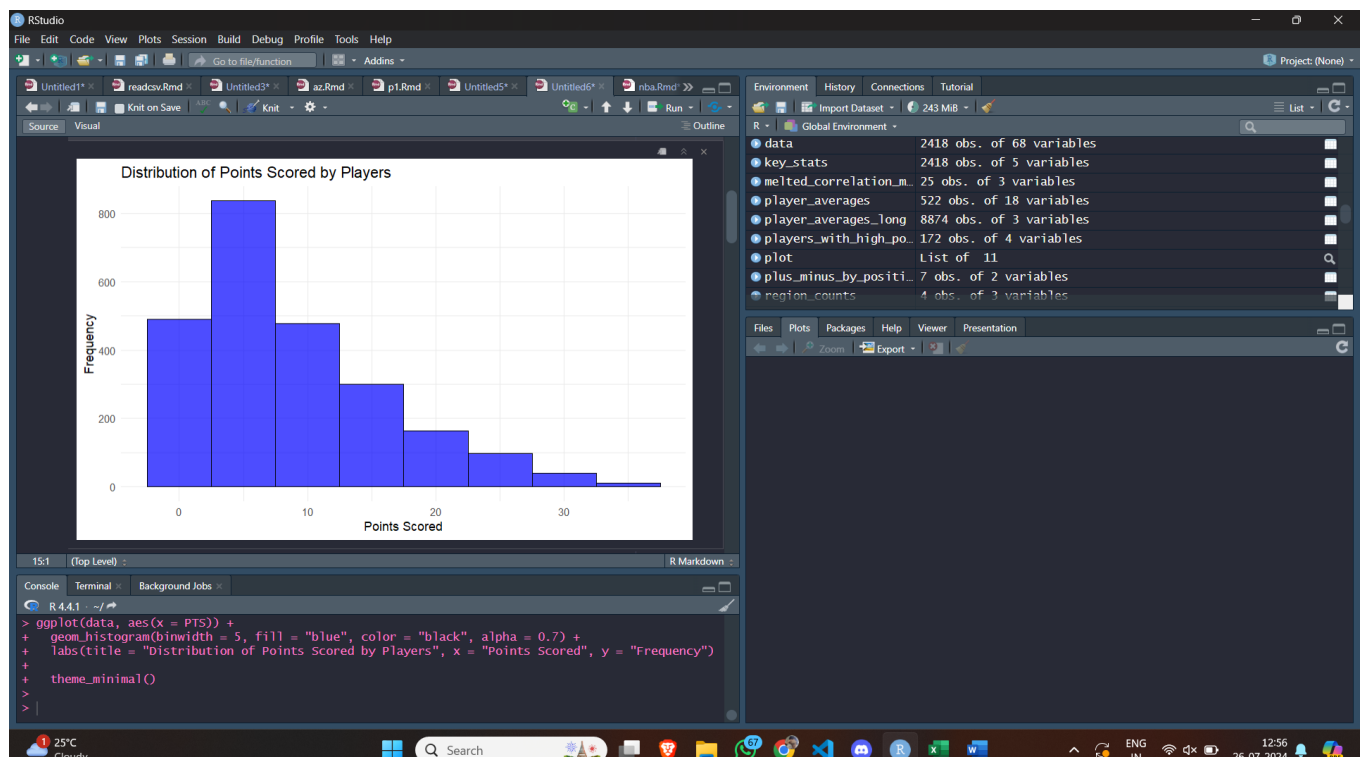 RStudio
File Edit Code View Plots Session Build Debug Profile Tools Help
Go to file/function Addins Project: (None)
Untitled1* readcsv.Rmd Untitled3* az.Rmd p1.Rmd Untitled5* Untitled6* nba.Rmd
Knit on Save ABC Knit Run
Source Visual Outline
Distribution of Points Scored by Players
800
600
400
200
0
Frequency
0 10 20 30
Points Scored
15:1 (Top Level) R Markdown
Console Terminal Background Jobs
R 4.4.1 · ~/
> ggplot(data, aes(x = PTS)) +
+ geom_histogram(binwidth = 5, fill = "blue", color = "black", alpha = 0.7) +
+ labs(title = "Distribution of Points Scored by Players", x = "Points Scored", y = "Frequency")
+
+ theme_minimal()
>
>
Environment History Connections Tutorial
Import Dataset 243 MiB List
R Global Environment
data 2418 obs. of 68 variables
key_stats 2418 obs. of 5 variables
melted_correlation_m… 25 obs. of 3 variables
player_averages 522 obs. of 18 variables
player_averages_long 8874 obs. of 3 variables
players_with_high_po… 172 obs. of 4 variables
plot List of 11
plus_minus_by_positi… 7 obs. of 2 variables
region_counts 4 obs. of 3 variables
Files Plots Packages Help Viewer Presentation
Zoom Export
1 25°C
Cloudy
Search
67
ENG
IN
12:56
26-07-2024